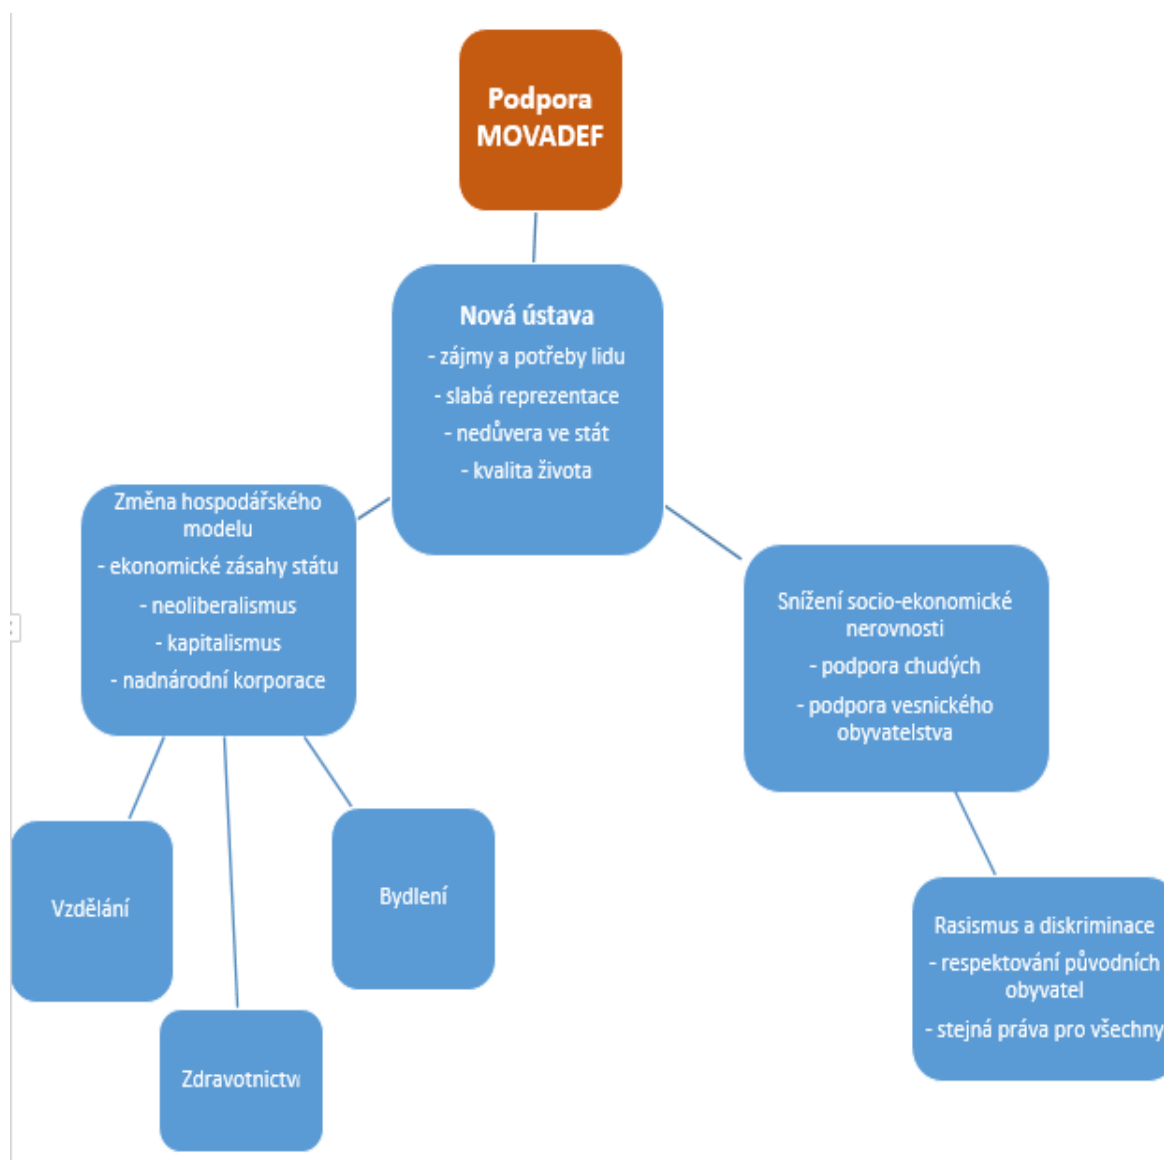 Podpora
MOVADEF
Nová ústava
- zájmy a potřeby lidu
- slabá reprezentace
- nedůvera ve stát
- kvalita života
Změna hospodářského
modelu
- ekonomické zásahy státu
- neoliberalismus
- kapitalismus
- nadnárodní korporace
Snížení socio-ekonomické
nerovnosti
- podpora chudých
- podpora vesnického
obyvatelstva
Vzdělání
Bydlení
Zdravotnictv
Rasismus a diskriminace
- respektování původních
obyvatel
- stejná práva pro všechny